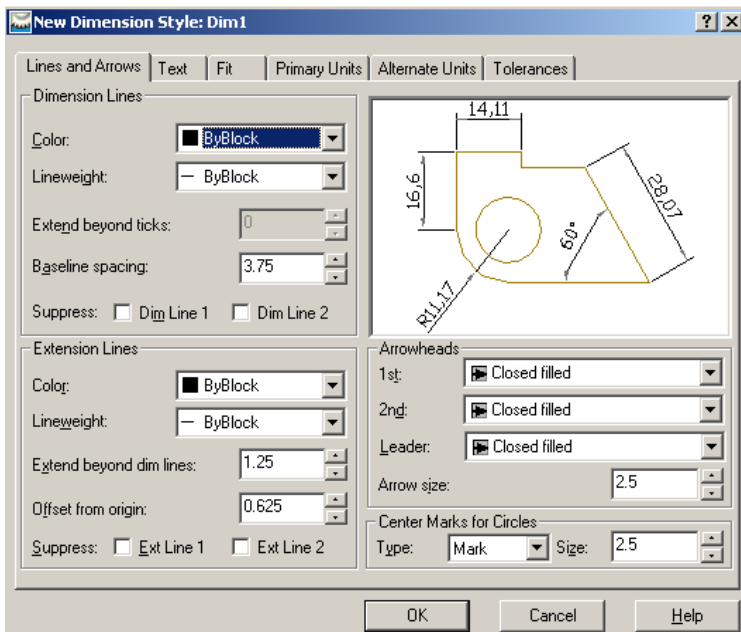 New Dimension Style: Dim1
Lines and Arrows Text Fit Primary Units Alternate Units Tolerances
Dimension Lines
Color: ByBlock
Lineweight: ByBlock
Extend beyond ticks: 0
Baseline spacing: 3.75
Suppress: Dim Line 1 Dim Line 2
14,11
16,6
28,07
60°
R11,17
Extension Lines
Color: ByBlock
Lineweight: ByBlock
Extend beyond dim lines: 1.25
Offset from origin: 0.625
Suppress: Ext Line 1 Ext Line 2
Arrowheads
1st: Closed filled
2nd: Closed filled
Leader: Closed filled
Arrow size: 2.5
Center Marks for Circles
Type: Mark Size: 2.5
OK Cancel Help